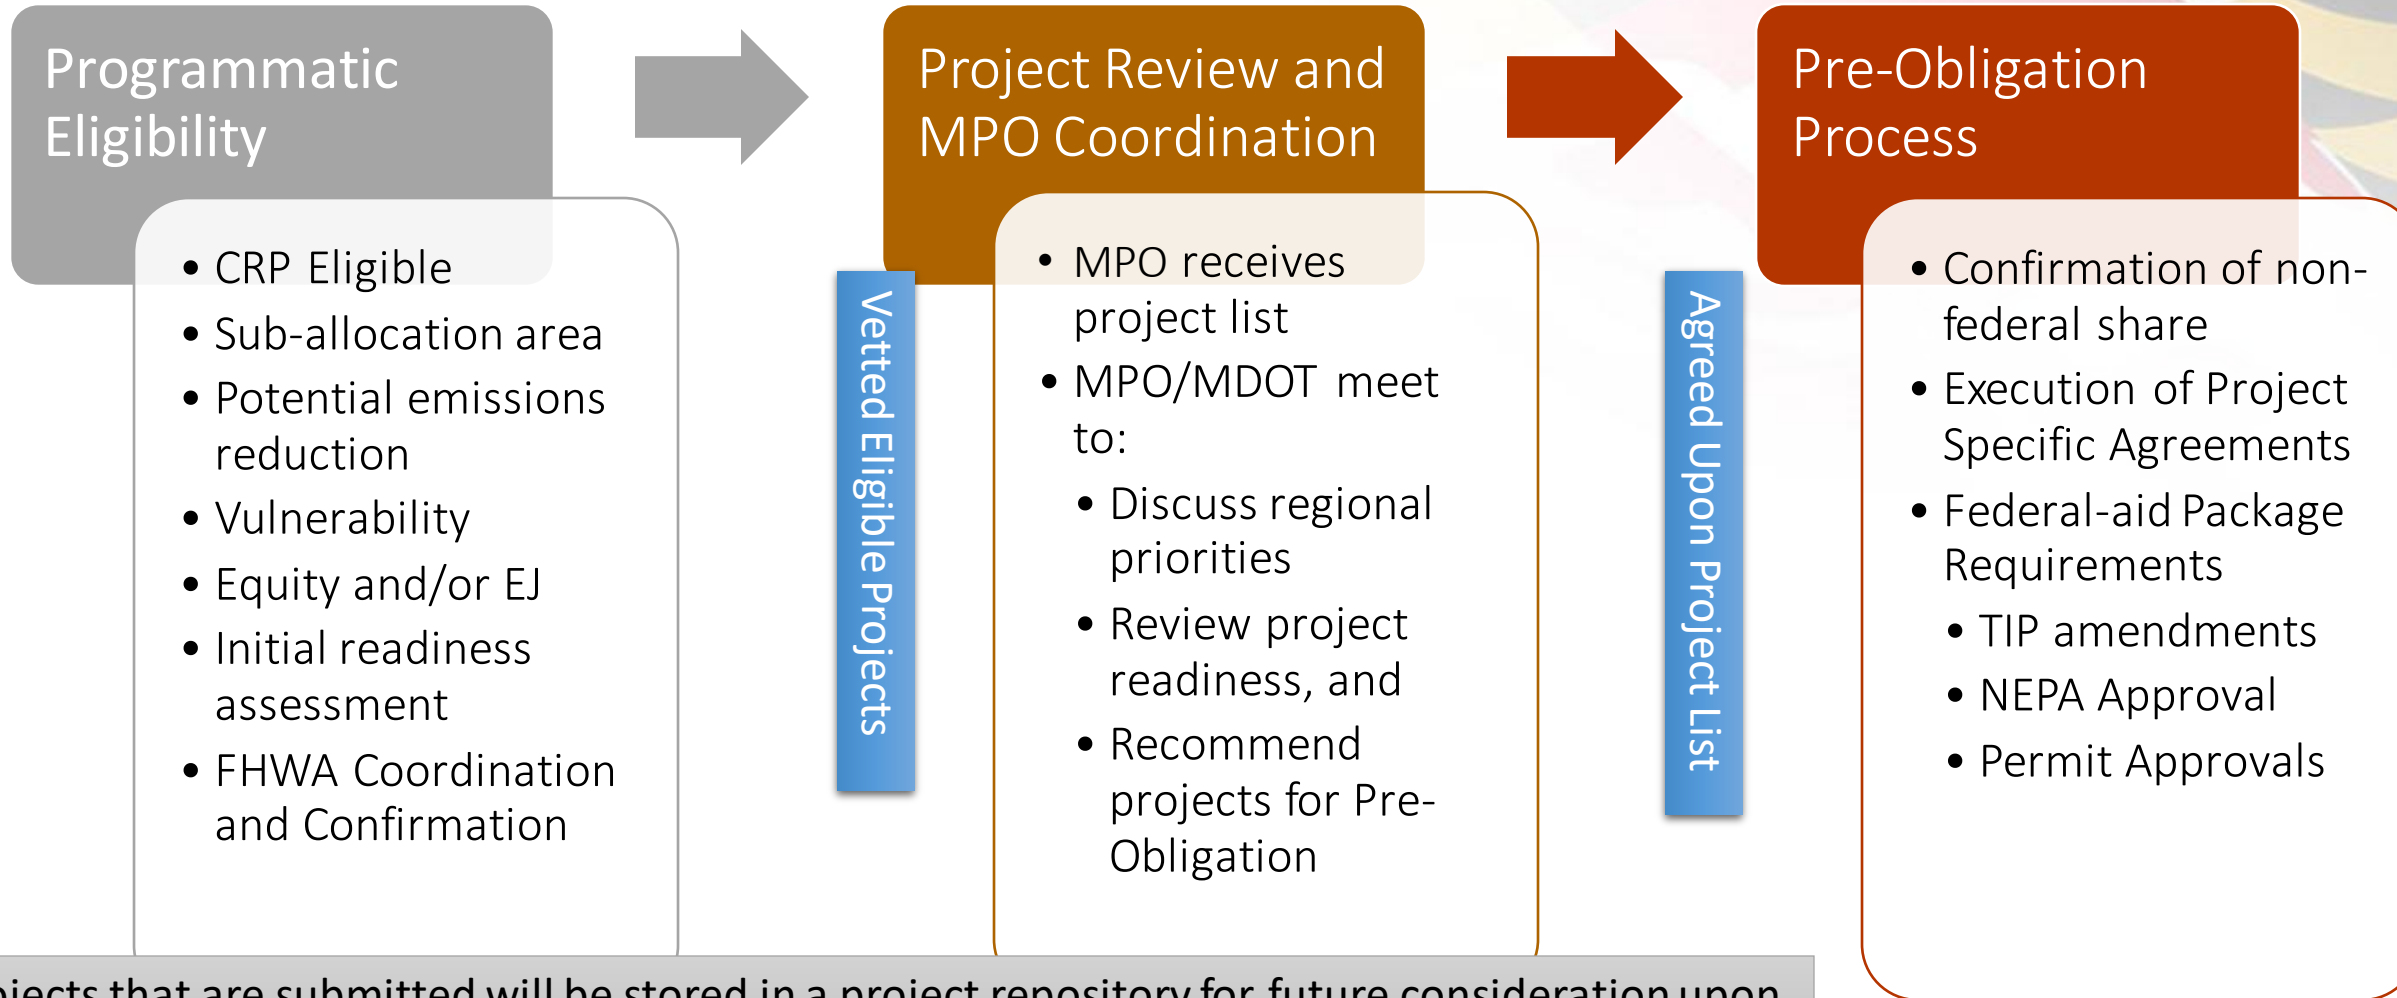 Programmatic
Eligibility
• CRP Eligible
• Sub-allocation area
• Potential emissions
reduction
• Vulnerability
• Equity and/or EJ
• Initial readiness
assessment
• FHWA Coordination
and Confirmation
Vetted Eligible Projects
Project Review and
MPO Coordination
• MPO receives
project list
• MPO/MDOT meet
to:
• Discuss regional
priorities
• Review project
readiness, and
• Recommend
projects for Pre-
Obligation
Agreed Upon Project List
Pre-Obligation
Process
• Confirmation of non-
federal share
• Execution of Project
Specific Agreements
• Federal-aid Package
Requirements
• TIP amendments
• NEPA Approval
• Permit Approvals
that are submitted will be stored in a project repository for future consideration upon